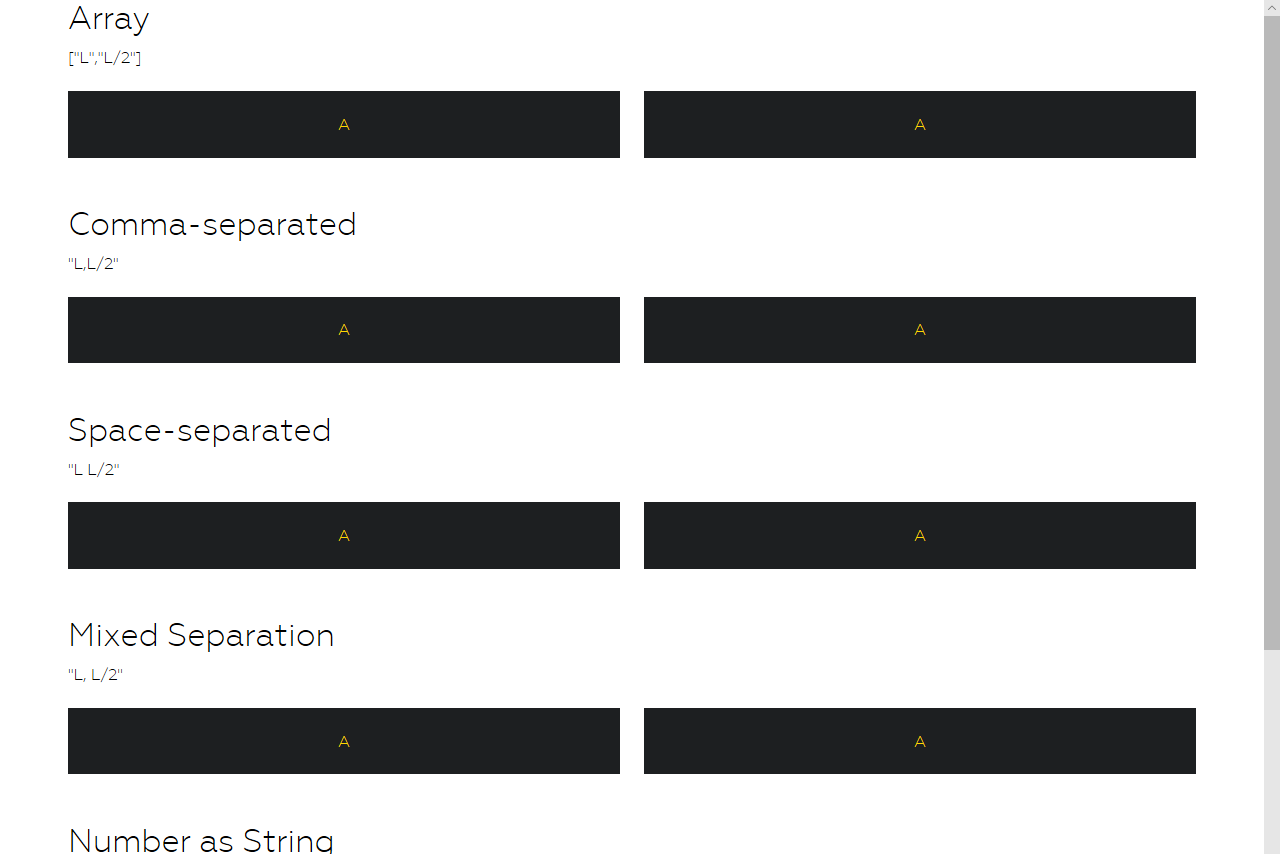 Array
["L","L/2"]
A A
Comma-separated
"L,L/2"
A A
Space-separated
"L L/2"
A A
Mixed Separation
"L, L/2"
A A
Number as String